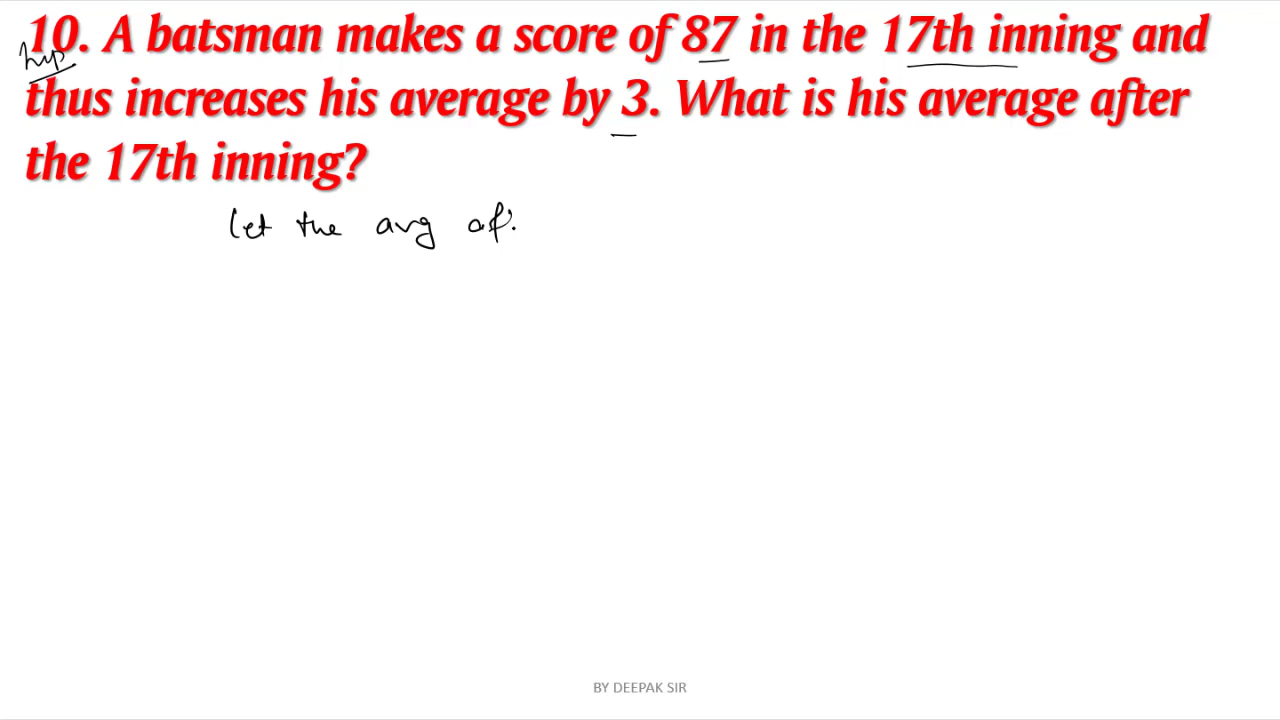 10. A batsman makes a score of 87 in the 17th inning and
thus increases his average by 3. What is his average after
the 17th inning?
let the avg af
BY DEEPAK SIR